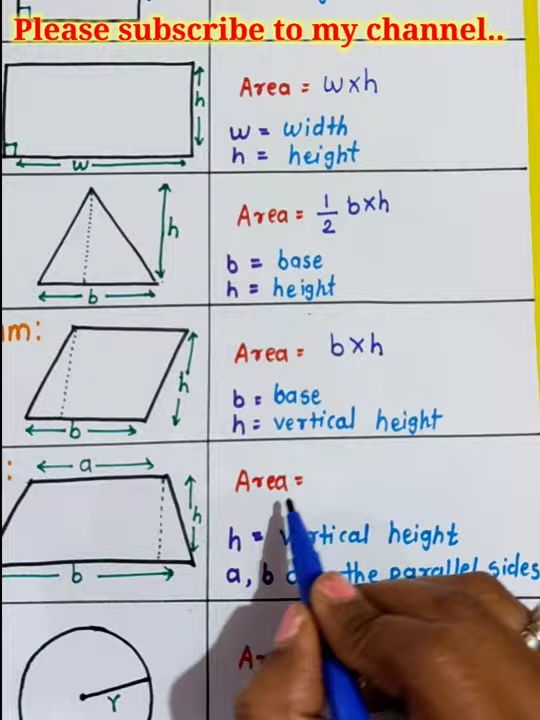 Please subscribe to my channel..
h
w
Area = w×h
w = width
h = height
h
b
Area = 1/2 b×h
b = base
h = height
m:
h
b
Area = b×h
b = base
h = vertical height
:
a
h
b
Area =
h = vertical height
a, b the parallel sides
r